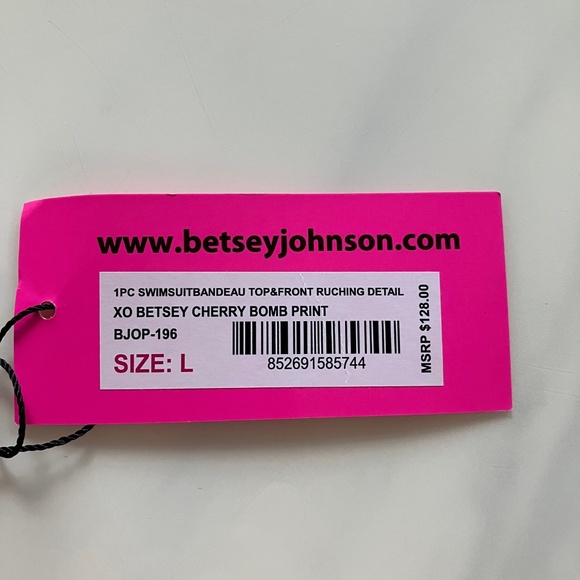 www.betseyjohnson.com
1PC SWIMSUITBANDEAU TOP&FRONT RUCHING DETAIL
XO BETSEY CHERRY BOMB PRINT
BJOP-196
SIZE: L
852691585744
MSRP $128.00